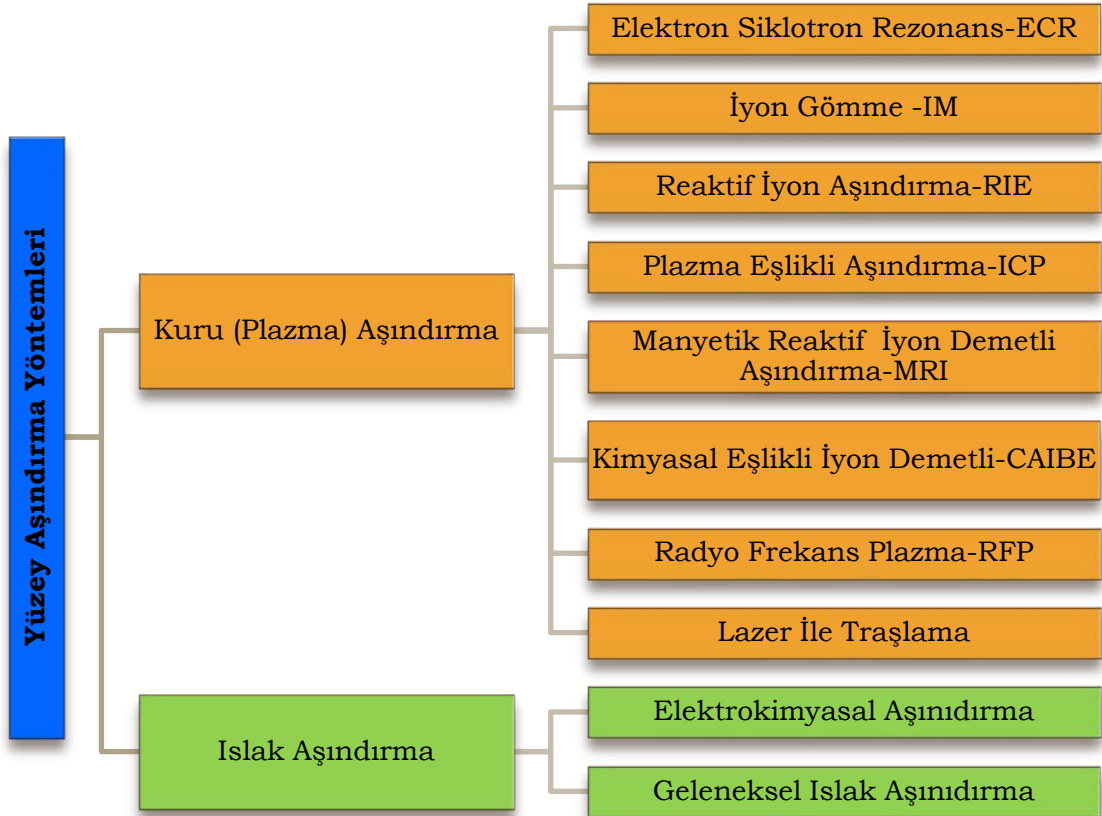 Yüzey Aşındırma Yöntemleri
Kuru (Plazma) Aşındırma
Elektron Siklotron Rezonans-ECR
İyon Gömme -IM
Reaktif İyon Aşındırma-RIE
Plazma Eşlikli Aşındırma-ICP
Manyetik Reaktif  İyon Demetli
Aşındırma-MRI
Kimyasal Eşlikli İyon Demetli-CAIBE
Radyo Frekans Plazma-RFP
Lazer İle Traşlama
Islak Aşındırma
Elektrokimyasal Aşınıdırma
Geleneksel Islak Aşınıdırma